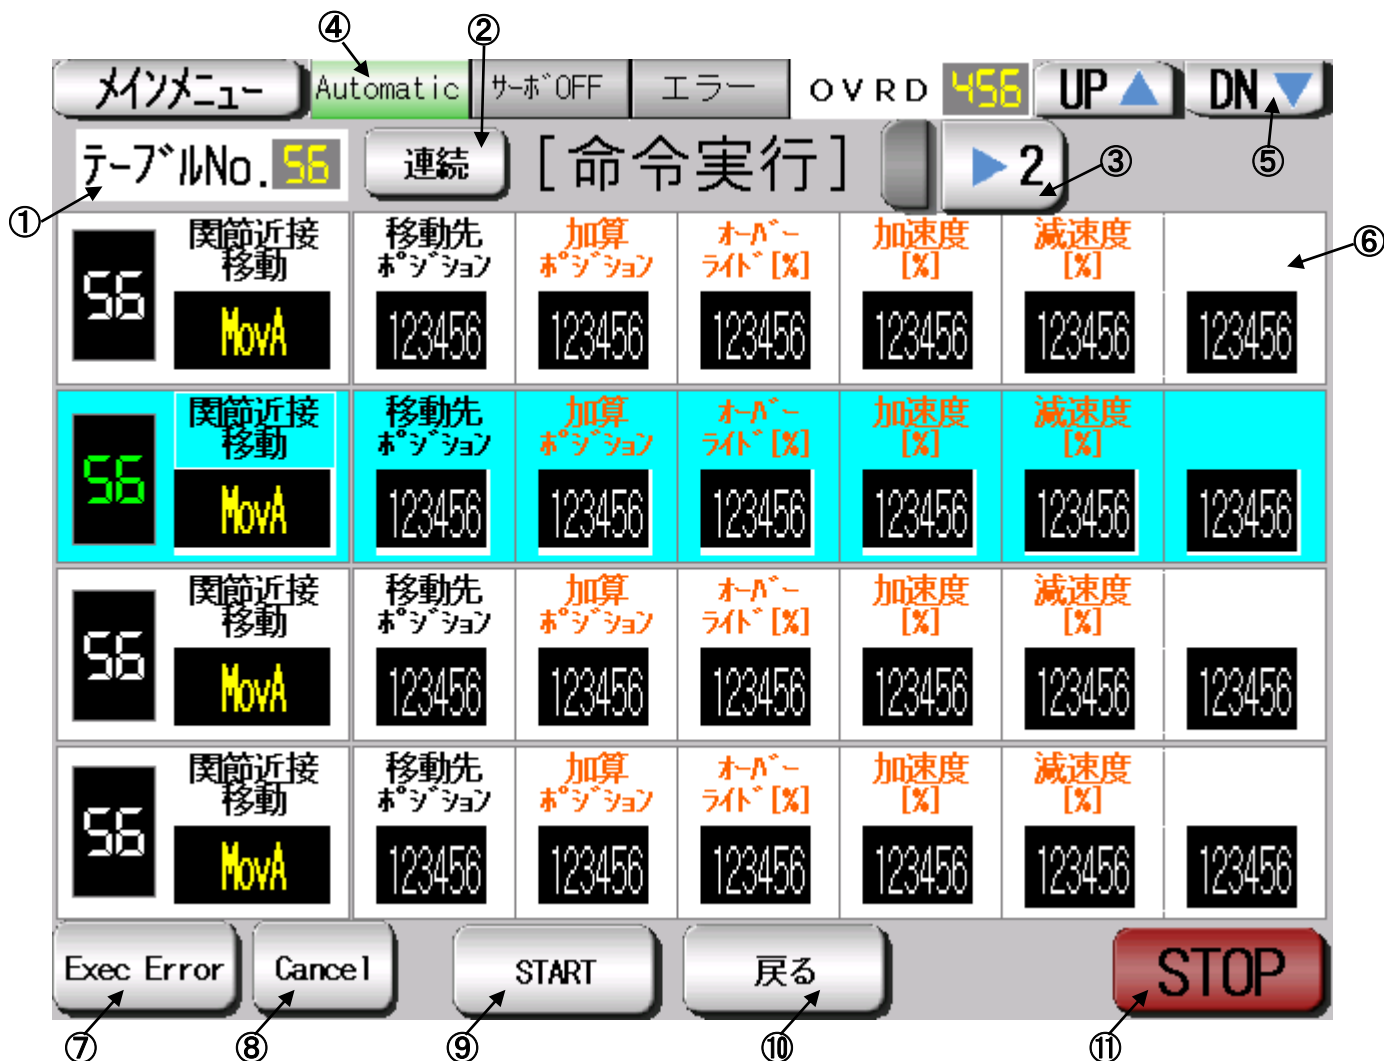 ④ ②
メインメニュー Automatic サーボOFF エラー OVRD 456 UP DN
テーブルNo. 56 連続 [命令実行] 2 ③ ⑤
① ⑥
関節近接 移動先 加算 オーバー 加速度 減速度
移動 ポジション ポジション ライド[%] [%] [%]
56 MovA 123456 123456 123456 123456 123456 123456
関節近接 移動先 加算 オーバー 加速度 減速度
移動 ポジション ポジション ライド[%] [%] [%]
56 MovA 123456 123456 123456 123456 123456 123456
関節近接 移動先 加算 オーバー 加速度 減速度
移動 ポジション ポジション ライド[%] [%] [%]
56 MovA 123456 123456 123456 123456 123456 123456
関節近接 移動先 加算 オーバー 加速度 減速度
移動 ポジション ポジション ライド[%] [%] [%]
56 MovA 123456 123456 123456 123456 123456 123456
Exec Error Cancel START 戻る STOP
⑦ ⑧ ⑨ ⑩ ⑪